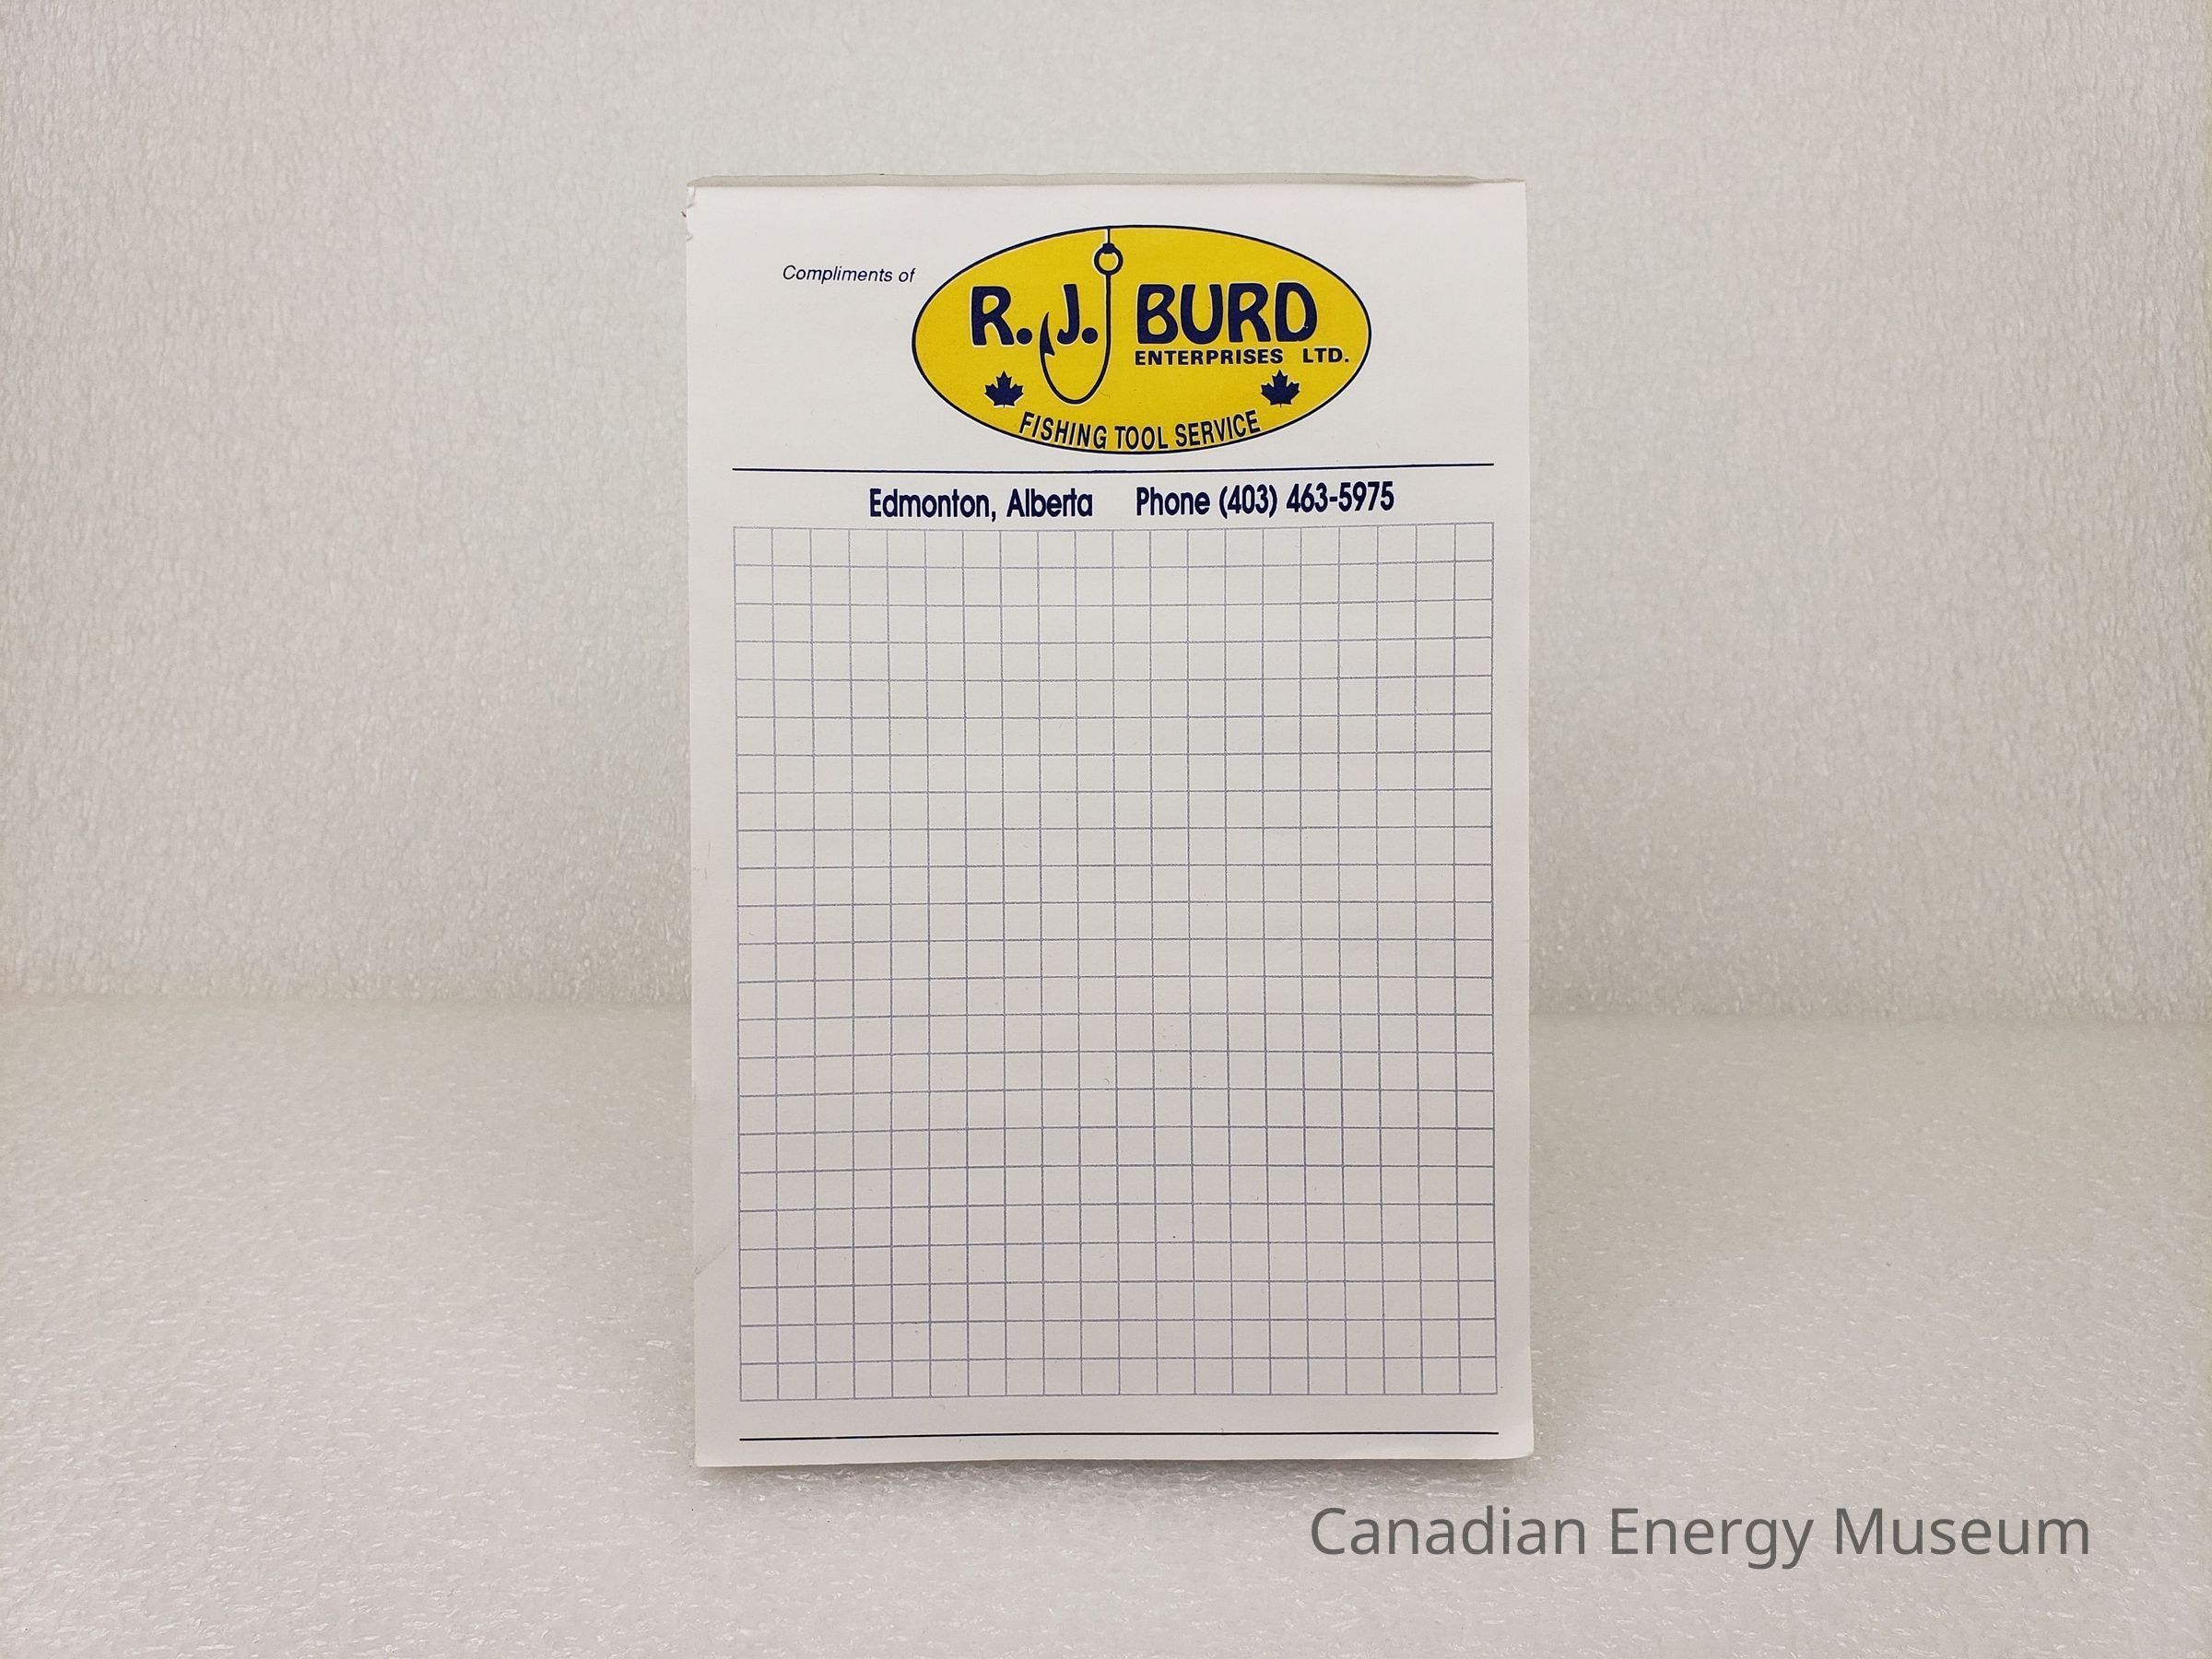 Compliments of
R. J. BURD
ENTERPRISES LTD.
FISHING TOOL SERVICE
Edmonton, Alberta Phone (403) 463-5975
Canadian Energy Museum